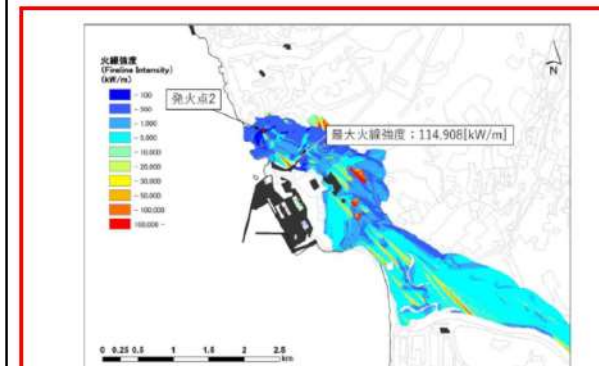 火線強度
(Fireline Intensity)
(kW/m)
- 100
- 500
- 1,000
- 5,000
- 10,000
- 20,000
- 30,000
- 50,000
- 100,000
100,000 -
発火点2
最大火線強度：114,908[kW/m]
N
0 0.25 0.5 1 1.5 2 2.5
km